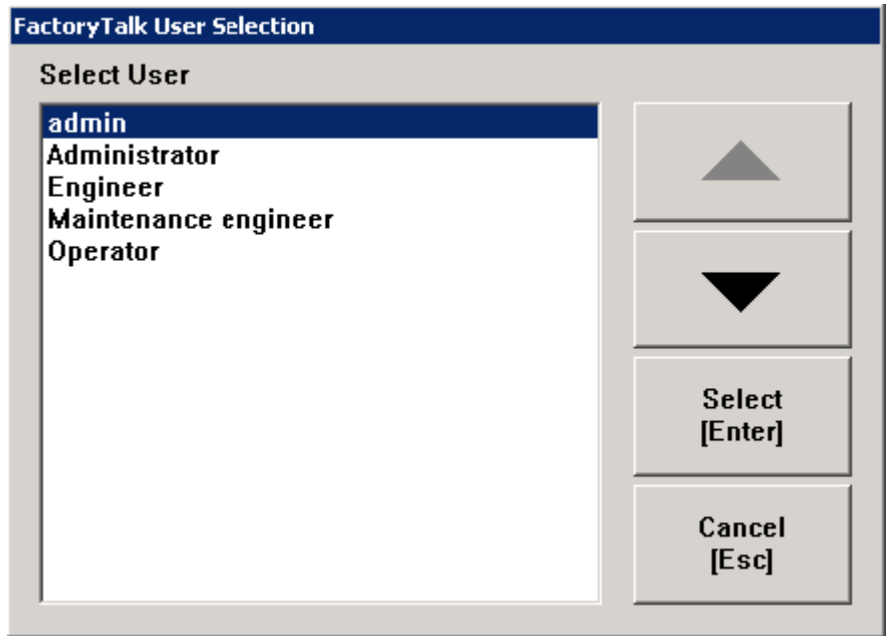 FactoryTalk User Selection
Select User
admin
Administrator
Engineer
Maintenance engineer
Operator
Select
[Enter]
Cancel
[Esc]